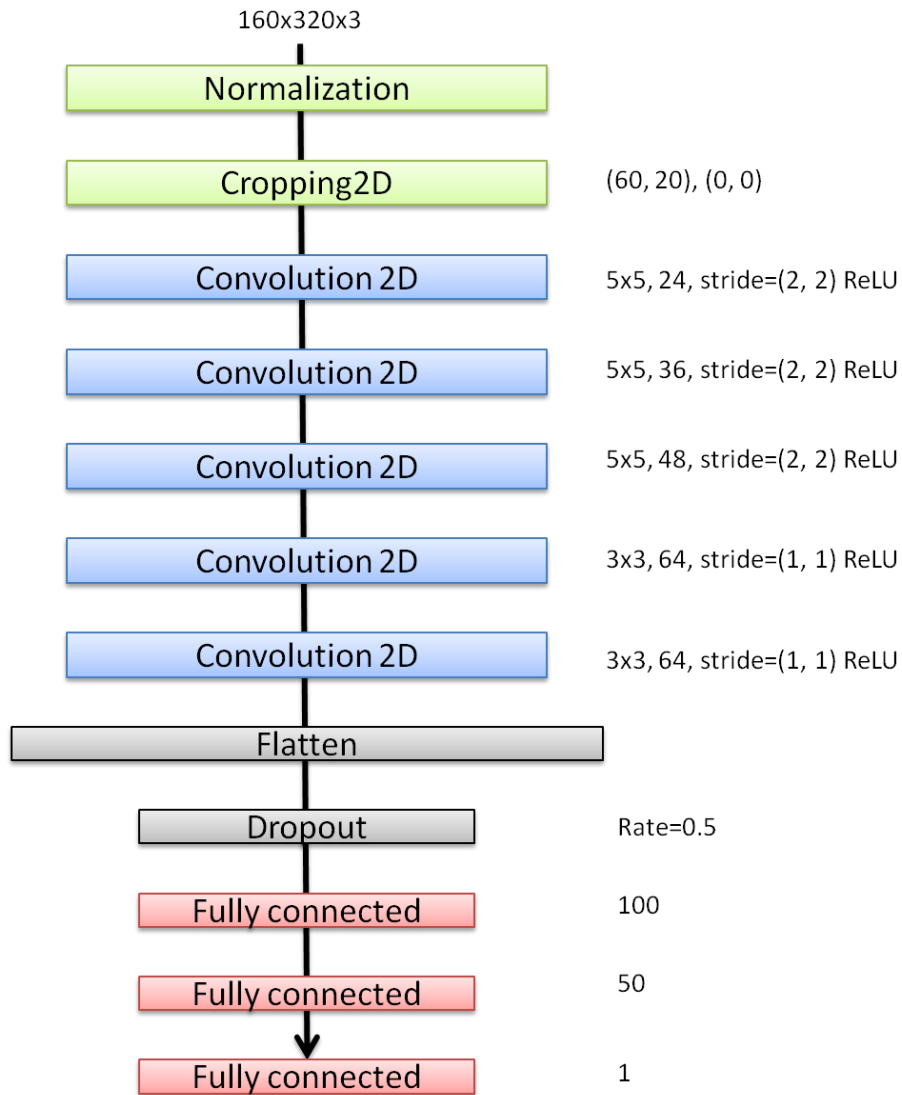 160x320x3
Normalization
Cropping2D (60, 20), (0, 0)
Convolution 2D 5x5, 24, stride=(2, 2) ReLU
Convolution 2D 5x5, 36, stride=(2, 2) ReLU
Convolution 2D 5x5, 48, stride=(2, 2) ReLU
Convolution 2D 3x3, 64, stride=(1, 1) ReLU
Convolution 2D 3x3, 64, stride=(1, 1) ReLU
Flatten
Dropout Rate=0.5
Fully connected 100
Fully connected 50
Fully connected 1